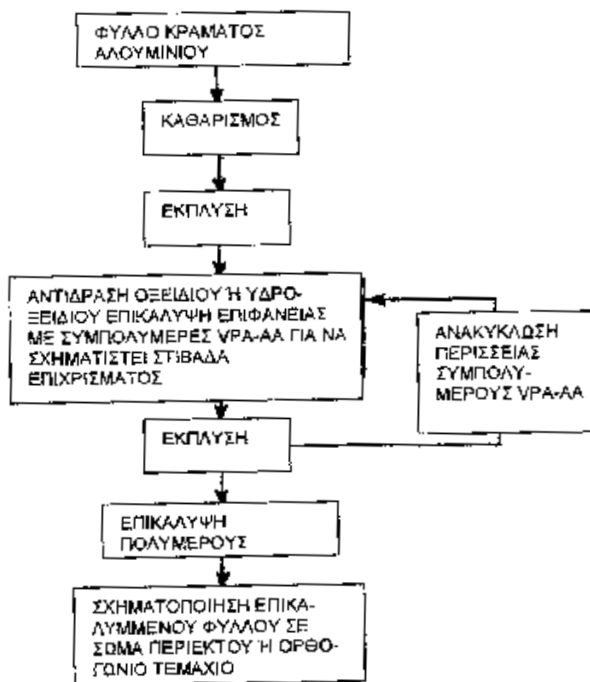 ΦΥΛΛΟ ΚΡΑΜΑΤΟΣ
ΑΛΟΥΜΙΝΙΟΥ
ΚΑΘΑΡΙΣΜΟΣ
ΕΚΠΛΥΣΗ
ΑΝΤΙΔΡΑΣΗ ΟΞΕΙΔΙΟΥ Ή ΥΔΡΟ-
ΞΕΙΔΙΟΥ ΕΠΙΚΑΛΥΨΗ ΕΠΙΦΑΝΕΙΑΣ
ΜΕ ΣΥΜΠΟΛΥΜΕΡΕΣ VPA-AA ΓΙΑ ΝΑ
ΣΧΗΜΑΤΙΣΤΕΙ ΣΤΙΒΑΔΑ
ΕΠΙΧΡΙΣΜΑΤΟΣ
ΑΝΑΚΥΚΛΩΣΗ
ΠΕΡΙΣΣΕΙΑΣ
ΣΥΜΠΟΛΥ-
ΜΕΡΟΥΣ VPA-AA
ΕΚΠΛΥΣΗ
ΕΠΙΚΑΛΥΨΗ
ΠΟΛΥΜΕΡΟΥΣ
ΣΧΗΜΑΤΟΠΟΙΗΣΗ ΕΠΙΚΑ-
ΛΥΜΜΕΝΟΥ ΦΥΛΛΟΥ ΣΕ
ΣΩΜΑ ΠΕΡΙΕΚΤΟΥ Ή ΟΡΘΟ-
ΓΩΝΙΟ ΤΕΜΑΧΙΟ